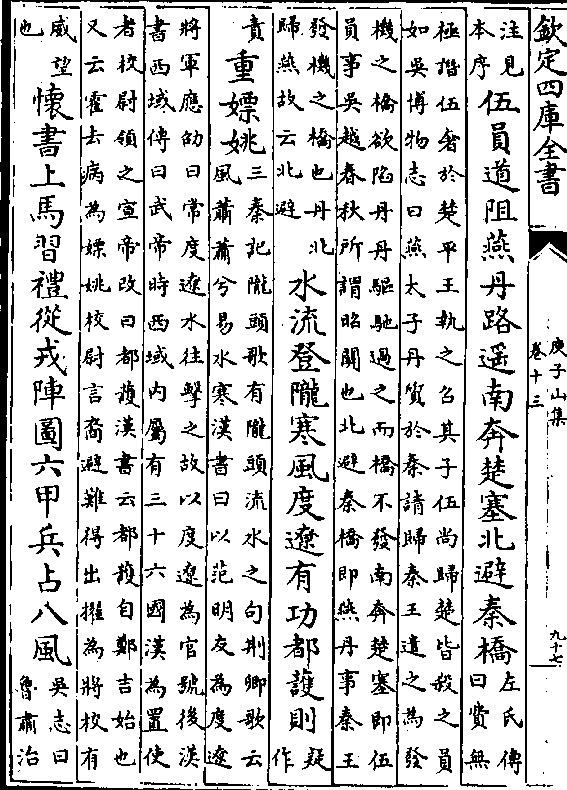 欽定四庫全書
庚子山集
卷十三
九十七
注見
本序
伍員道阻燕丹路遥南奔楚塞北避秦橋
左氏傳
曰費無
極譖伍奢於楚平王執之召其子伍尚歸楚皆殺之員
如吳博物志曰燕太子丹質於秦請歸秦王遣之為發
機之橋欲陷丹丹驅馳過之而橋不發南奔楚塞即伍
員事吳越春秋所謂昭關也北避秦橋即燕丹事秦王
發機之橋也丹北
歸燕故云北避
水流登隴寒風度遼有功都護則
疑
作
責
重嫖姚
三秦記隴頭歌有隴頭流水之句荆卿歌云
風蕭蕭兮易水寒漢書曰以范明友為度遼
將軍應劭曰常度遼水往擊之故以度遼為官號後漢
書西域傳曰武帝時西域内屬有三十六國漢為置使
者校尉領之宣帝改曰都護漢書云都護自鄭吉始也
又云霍去病為嫖姚校尉言裔避難得出擢為將校有
威望
也
懷書上馬習禮從戎陣圖六甲兵占八風
吳志曰
魯肅治